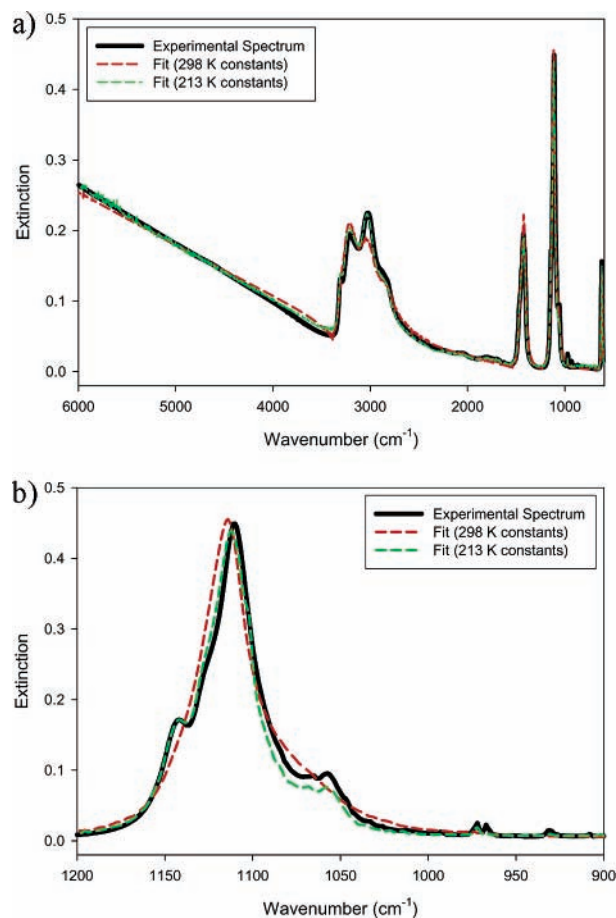 a)
0.5
Experimental Spectrum
Fit (298 K constants)
Fit (213 K constants)
0.4
0.3
Extinction
0.2
0.1
0.0
6000 5000 4000 3000 2000 1000
Wavenumber (cm⁻¹)
b)
0.5
Experimental Spectrum
Fit (298 K constants)
Fit (213 K constants)
0.4
0.3
Extinction
0.2
0.1
0.0
1200 1150 1100 1050 1000 950 900
Wavenumber (cm⁻¹)